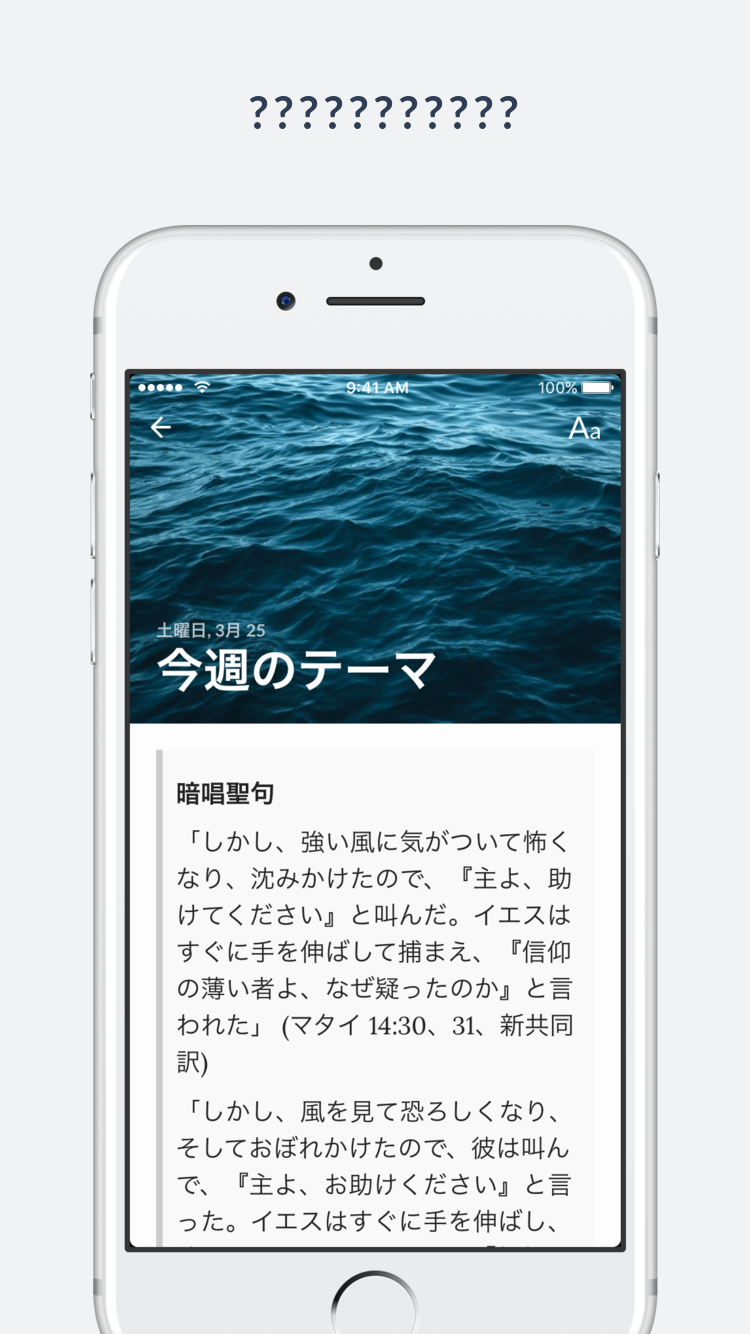 ???????????
9:41 AM
100%
Aa
土曜日, 3月 25
今週のテーマ
暗唱聖句
「しかし、強い風に気がついて怖く
なり、沈みかけたので、『主よ、助
けてください』と叫んだ。イエスは
すぐに手を伸ばして捕まえ、『信仰
の薄い者よ、なぜ疑ったのか』と言
われた」 (マタイ 14:30、31、新共同
訳)
「しかし、風を見て恐ろしくなり、
そしておぼれかけたので、彼は叫ん
で、『主よ、お助けください』と言
った。イエスはすぐに手を伸ばし、